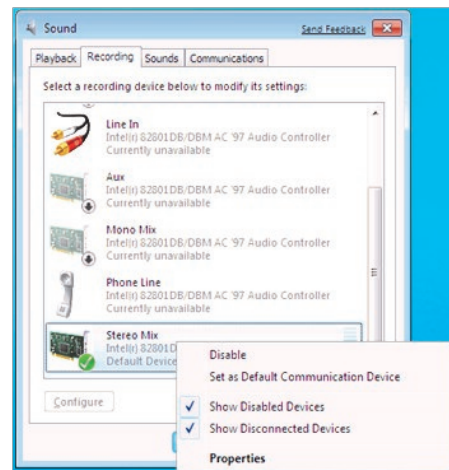 Sound
Send Feedback
Playback Recording Sounds Communications
Select a recording device below to modify its settings:
Line In
Intel(r) 82801DB/DBM AC '97 Audio Controller
Currently unavailable
Aux
Intel(r) 82801DB/DBM AC '97 Audio Controller
Currently unavailable
Mono Mix
Intel(r) 82801DB/DBM AC '97 Audio Controller
Currently unavailable
Phone Line
Intel(r) 82801DB/DBM AC '97 Audio Controller
Currently unavailable
Stereo Mix
Intel(r) 82801D
Default Device
Disable
Set as Default Communication Device
Configure
Show Disabled Devices
Show Disconnected Devices
Properties